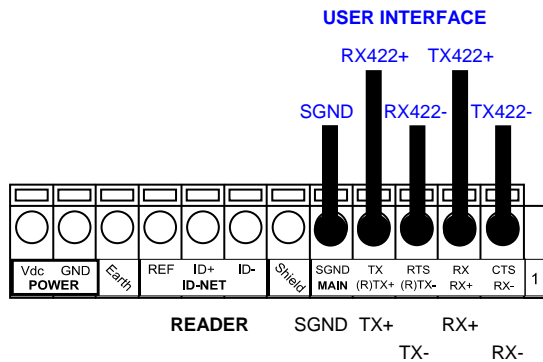 USER INTERFACE
RX422+ TX422+
SGND RX422- TX422-
Vdc GND Earth REF ID+ ID- Shield SGND TX RTS RX CTS 1
POWER ID-NET MAIN (R)TX+ (R)TX- RX+ RX-
READER SGND TX+ RX+
TX- RX-